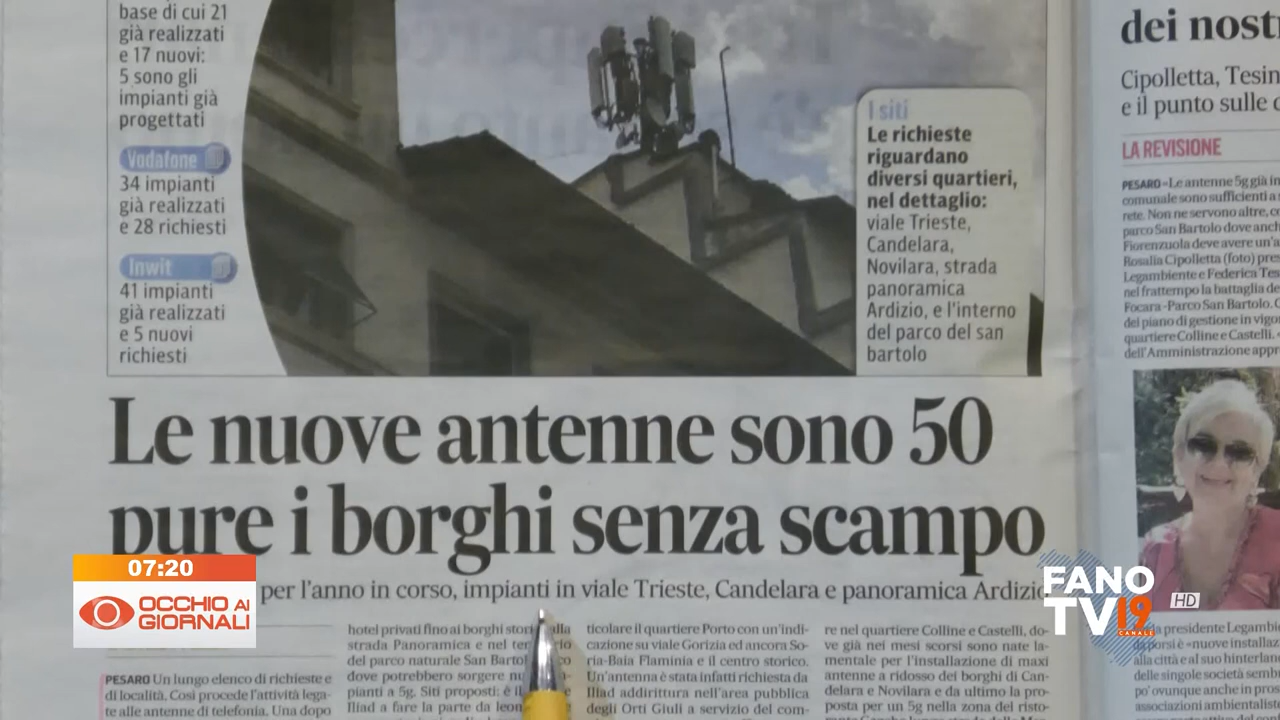 base di cui 21
già realizzati
e 17 nuovi:
5 sono gli
impianti già
progettati
Vodafone
34 impianti
già realizzati
e 28 richiesti
Inwit
41 impianti
già realizzati
e 5 nuovi
richiesti
I siti
Le richieste
riguardano
diversi quartieri,
nel dettaglio:
viale Trieste,
Candelara,
Novilara, strada
panoramica
Ardizio, e l'interno
del parco del san
bartolo
Le nuove antenne sono 50
pure i borghi senza scampo
per l'anno in corso, impianti in viale Trieste, Candelara e panoramica Ardizio
PESARO Un lungo elenco di richieste e
di località. Così procede l'attività lega-
te alle antenne di telefonia. Una dopo
hotel privati fino ai borghi
strada Panoramica e nel
del parco naturale San
dove potrebbero sorgere
pianti a 5g. Siti proposti: è il
Iliad a fare la parta da
ticolare il quartiere Porto con un'indi-
cazione su viale Gorizia ed ancora So-
ria-Baia Flaminia e il centro storico.
Un'antenna è stata infatti richiesta da
Iliad addirittura nell'area pubblica
degli Orti Giuli a servizio del com-
re nel quartiere Colline e Castelli, do-
ve già nei mesi scorsi sono nate la-
mentale per l'installazione di maxi
antenne a ridosso dei borghi di Can-
delara e Novilara e da ultimo la pro-
posta per un 5g nella zona del risto-
dei nost
Cipolletta, Tesin
e il punto sulle
LA REVISIONE
PESARO «Le antenne 5g già in
comunale sono sufficienti a
rete. Non ne servono altre, c
parco San Bartolo dove anch
Fiorenzuola deve avere un'a
Rosalia Cipolletta (foto) pres
Legambiente e Federica Tes
nel frattempo la battaglia de
Focara -Parco San Bartolo. C
del piano di gestione in vigor
quartiere Colline e Castelli. «
dell'Amministrazione appr
presidente Legambi
è «nuove installaz
alla città e al suo hinterlan
delle singole società semb
po' ovunque anche in pros
associazioni ambientalist
07:20
OCCHIO AI
GIORNALI
FANO
TV19
CANALE
HD